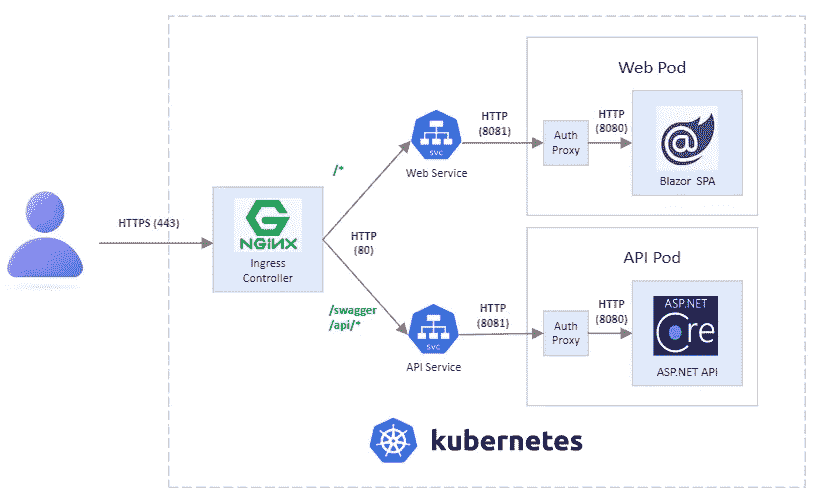 HTTPS (443)
NGINX
Ingress
Controller
/*
HTTP
(80)
/swagger
/api/*
svc
Web Service
HTTP
(8081)
Web Pod
Auth
Proxy
HTTP
(8080)
@
Blazor SPA
svc
API Service
HTTP
(8081)
API Pod
Auth
Proxy
HTTP
(8080)
ASP.NET
Core
ASP.NET APi
kubernetes